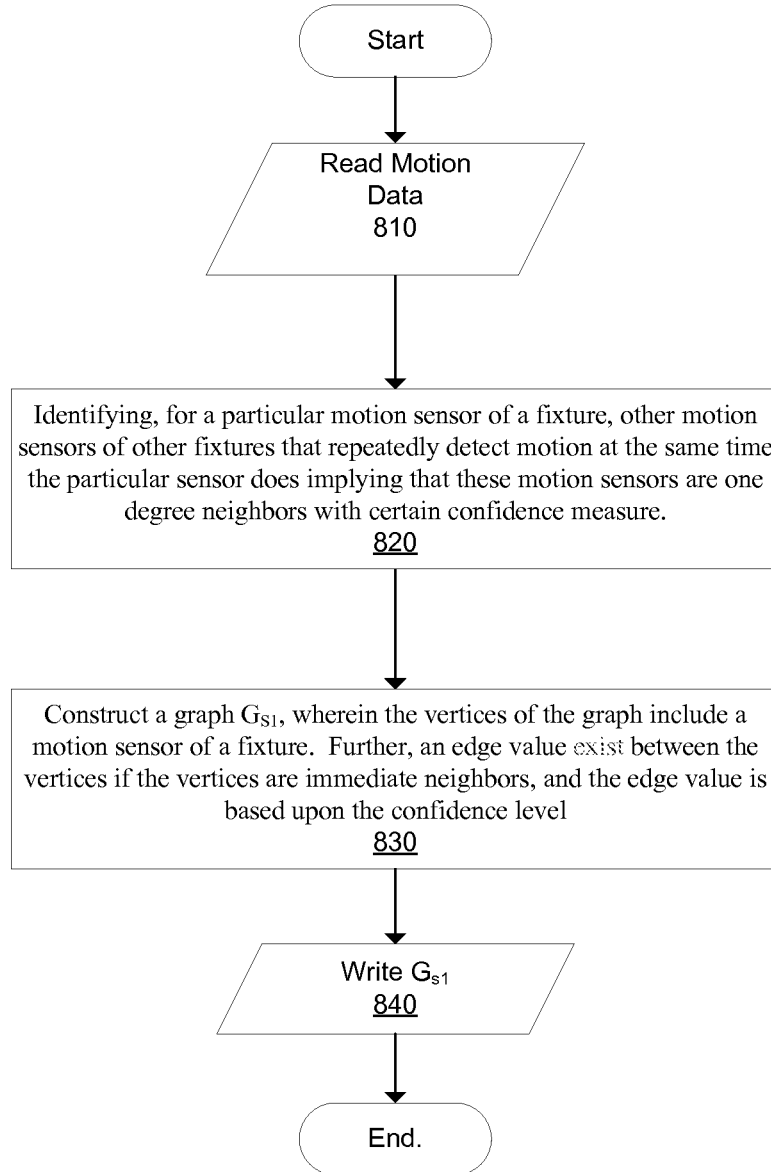 Start
Read Motion
Data
810
Identifying, for a particular motion sensor of a fixture, other motion
sensors of other fixtures that repeatedly detect motion at the same time
the particular sensor does implying that these motion sensors are one
degree neighbors with certain confidence measure.
820
Construct a graph G_S1, wherein the vertices of the graph include a
motion sensor of a fixture. Further, an edge value exist between the
vertices if the vertices are immediate neighbors, and the edge value is
based upon the confidence level
830
Write G_s1
840
End.